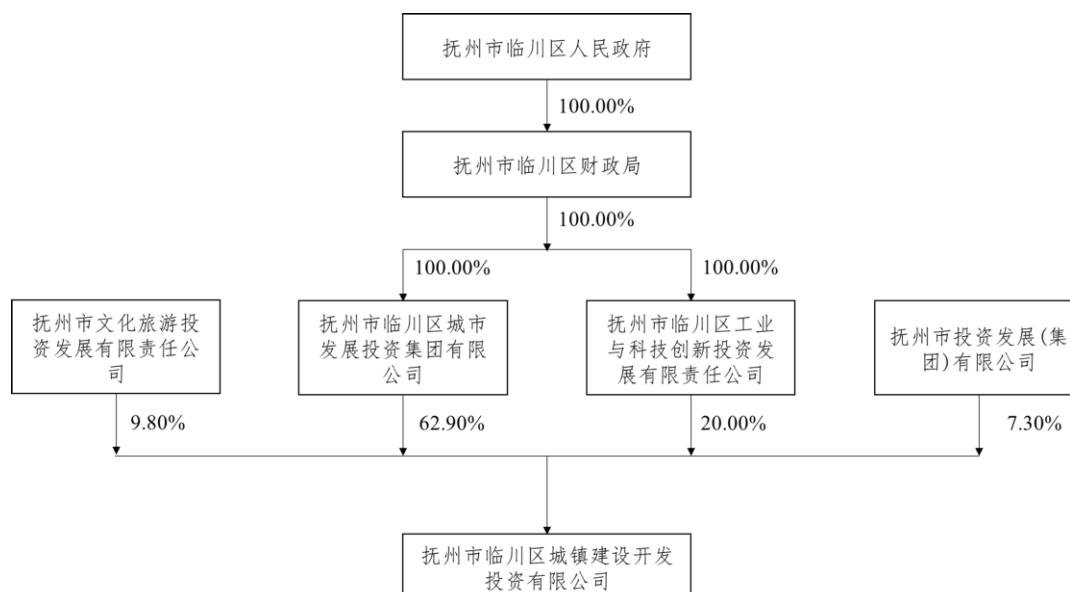 抚州市临川区人民政府
100.00%
抚州市临川区财政局
100.00%
100.00%
100.00%
抚州市文化旅游投
资发展有限责任公
司
抚州市临川区城市
发展投资集团有限
公司
抚州市临川区工业
与科技创新投资发
展有限责任公司
抚州市投资发展(集
团)有限公司
9.80%
62.90%
20.00%
7.30%
抚州市临川区城镇建设开发
投资有限公司